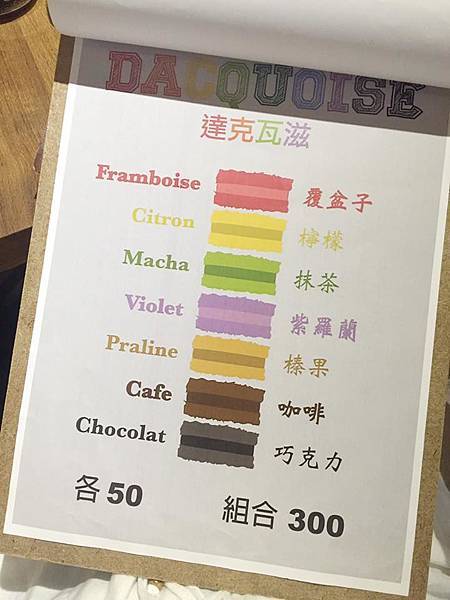 DACQUOISE
達克瓦滋
Framboise 覆盆子
Citron 檸檬
Macha 抹茶
Violet 紫羅蘭
Praline 榛果
Cafe 咖啡
Chocolat 巧克力
各 50 組合 300